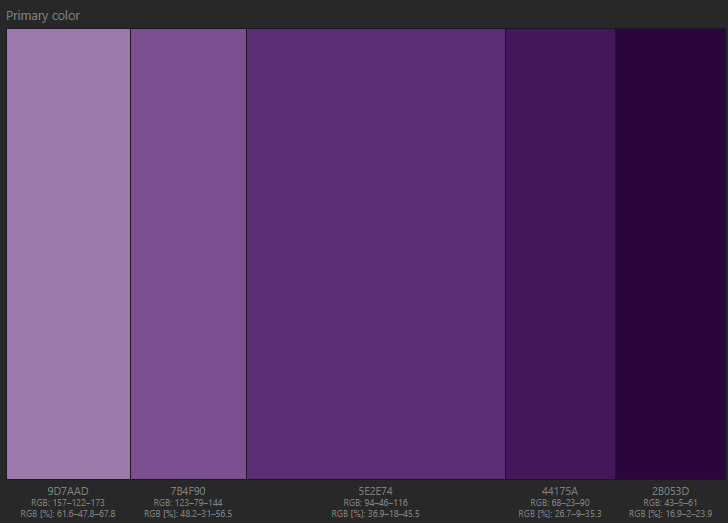 Primary color
9D7AAD
RGB: 157–122–173
RGB [%]: 61.6–47.8–67.8
7B4F90
RGB: 123–79–144
RGB [%]: 48.2–31–56.5
5E2E74
RGB: 94–46–116
RGB [%]: 36.9–18–45.5
44175A
RGB: 68–23–90
RGB [%]: 26.7–9–35.3
2B053D
RGB: 43–5–61
RGB [%]: 16.9–2–23.9